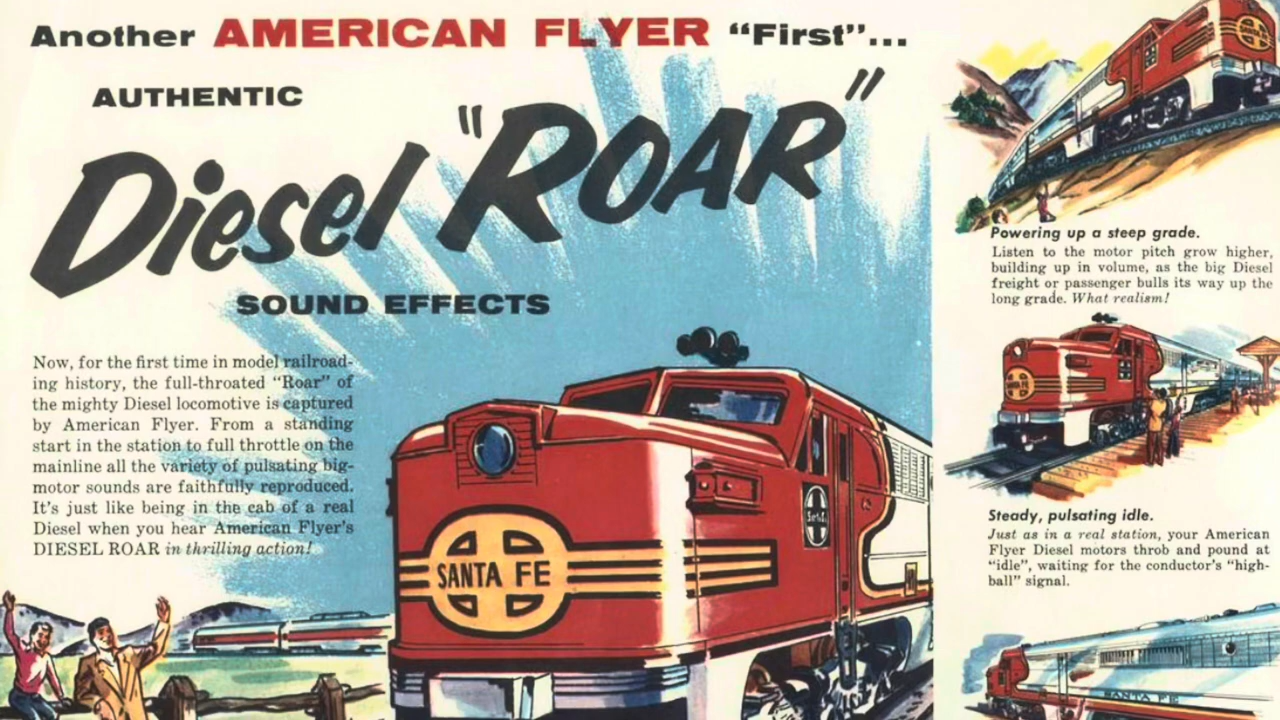 Another AMERICAN FLYER "First"...
AUTHENTIC
Diesel "ROAR"
SOUND EFFECTS
Now, for the first time in model railroad-
ing history, the full-throated "Roar" of
the mighty Diesel locomotive is captured
by American Flyer. From a standing
start in the station to full throttle on the
mainline all the variety of pulsating big-
motor sounds are faithfully reproduced.
It's just like being in the cab of a real
Diesel when you hear American Flyer's
DIESEL ROAR in thrilling action!
SANTA FE
Santa Fe
SANTA FE
Powering up a steep grade.
Listen to the motor pitch grow higher,
building up in volume, as the big Diesel
freight or passenger bulls its way up the
long grade. What realism!
SANTA FE
Steady, pulsating idle.
Just as in a real station, your American
Flyer Diesel motors throb and pound at
"idle", waiting for the conductor's "high-
ball" signal.
SANTA FE